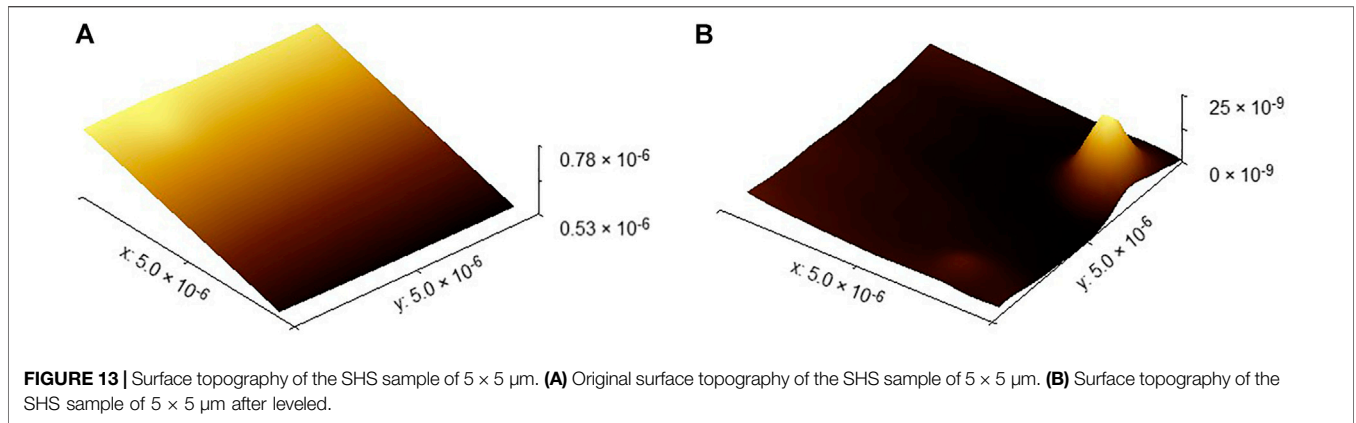 A
B
0.78 × 10-6
0.53 × 10-6
x: 5.0 × 10-6
y: 5.0 × 10-6
25 × 10-9
0 × 10-9
x: 5.0 × 10-6
y: 5.0 × 10-6
FIGURE 13 | Surface topography of the SHS sample of 5 × 5 μm. (A) Original surface topography of the SHS sample of 5 × 5 μm. (B) Surface topography of the
SHS sample of 5 × 5 μm after leveled.